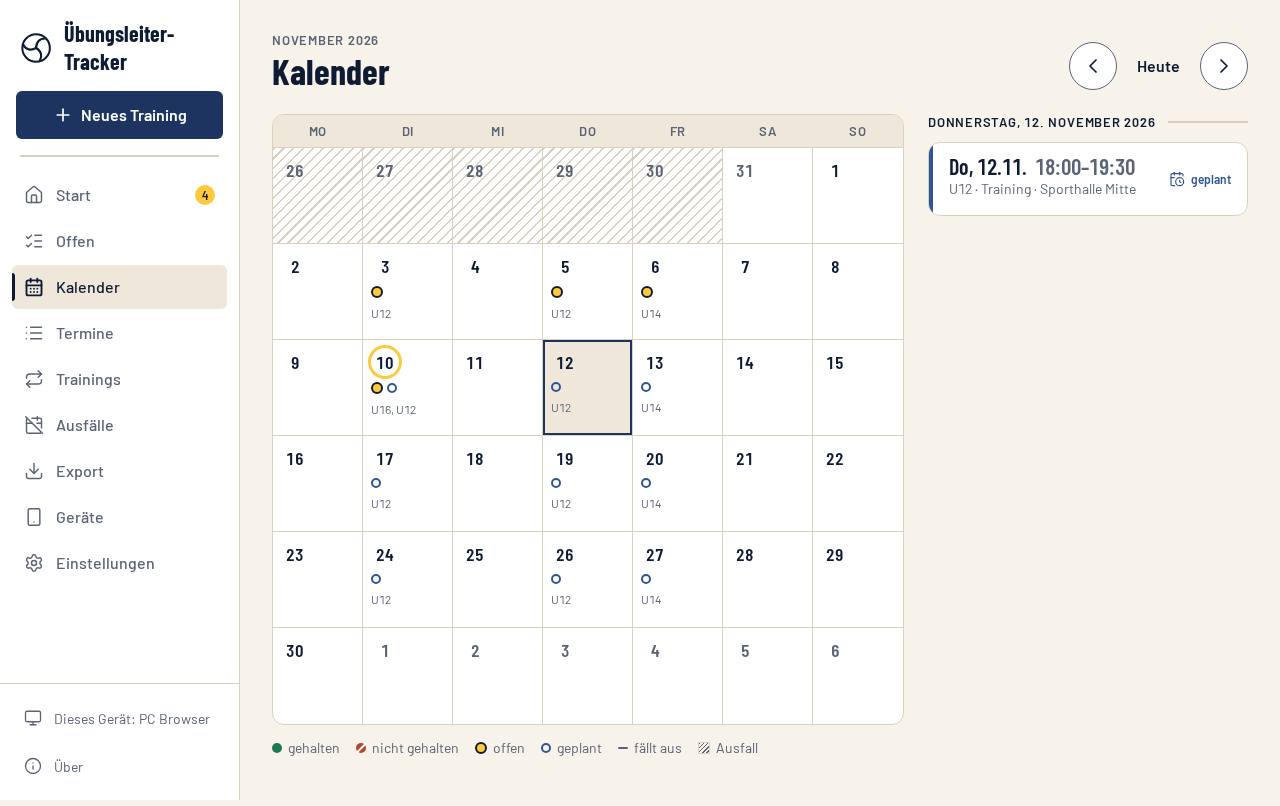 Übungsleiter-
Tracker
Neues Training
Start 4
Offen
Kalender
Termine
Trainings
Ausfälle
Export
Geräte
Einstellungen
Dieses Gerät: PC Browser
Über
NOVEMBER 2026
Kalender
Heute
MO DI MI DO FR SA SO
26 27 28 29 30 31 1
2 3 4 5 6 7 8
U12 U12 U14
9 10 11 12 13 14 15
U16, U12 U12 U14
16 17 18 19 20 21 22
U12 U12 U14
23 24 25 26 27 28 29
U12 U12 U14
30 1 2 3 4 5 6
gehalten nicht gehalten offen geplant fällt aus Ausfall
DONNERSTAG, 12. NOVEMBER 2026
Do, 12.11. 18:00–19:30
U12 · Training · Sporthalle Mitte
geplant